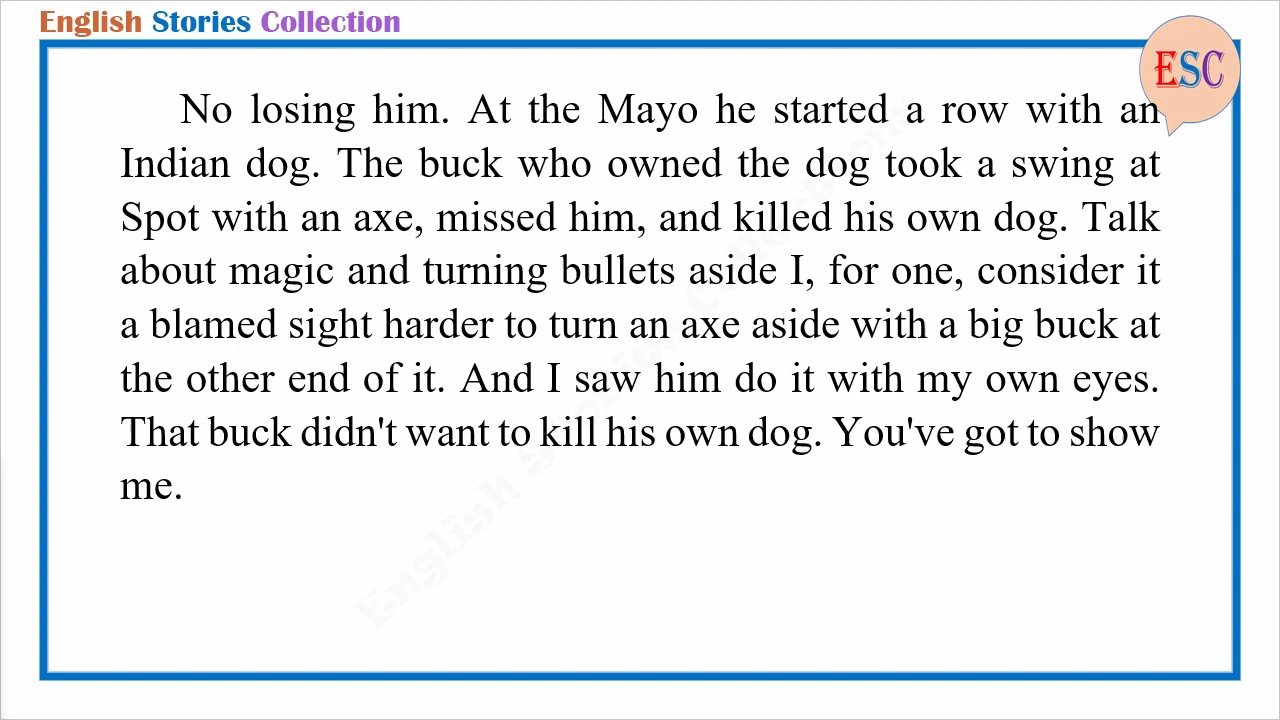 English Stories Collection
ESC
No losing him. At the Mayo he started a row with an
Indian dog. The buck who owned the dog took a swing at
Spot with an axe, missed him, and killed his own dog. Talk
about magic and turning bullets aside I, for one, consider it
a blamed sight harder to turn an axe aside with a big buck at
the other end of it. And I saw him do it with my own eyes.
That buck didn't want to kill his own dog. You've got to show
me.
English Stories Collection